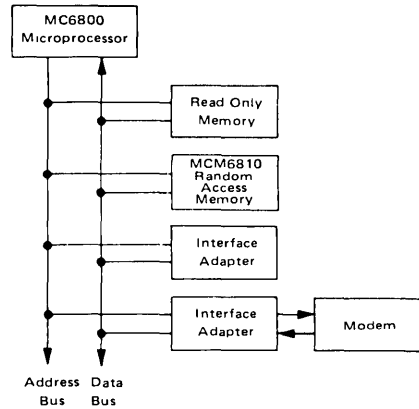 MC6800
Microprocessor
Read Only
Memory
MCM6810
Random
Access
Memory
Interface
Adapter
Interface
Adapter
Modem
Address Data
Bus Bus